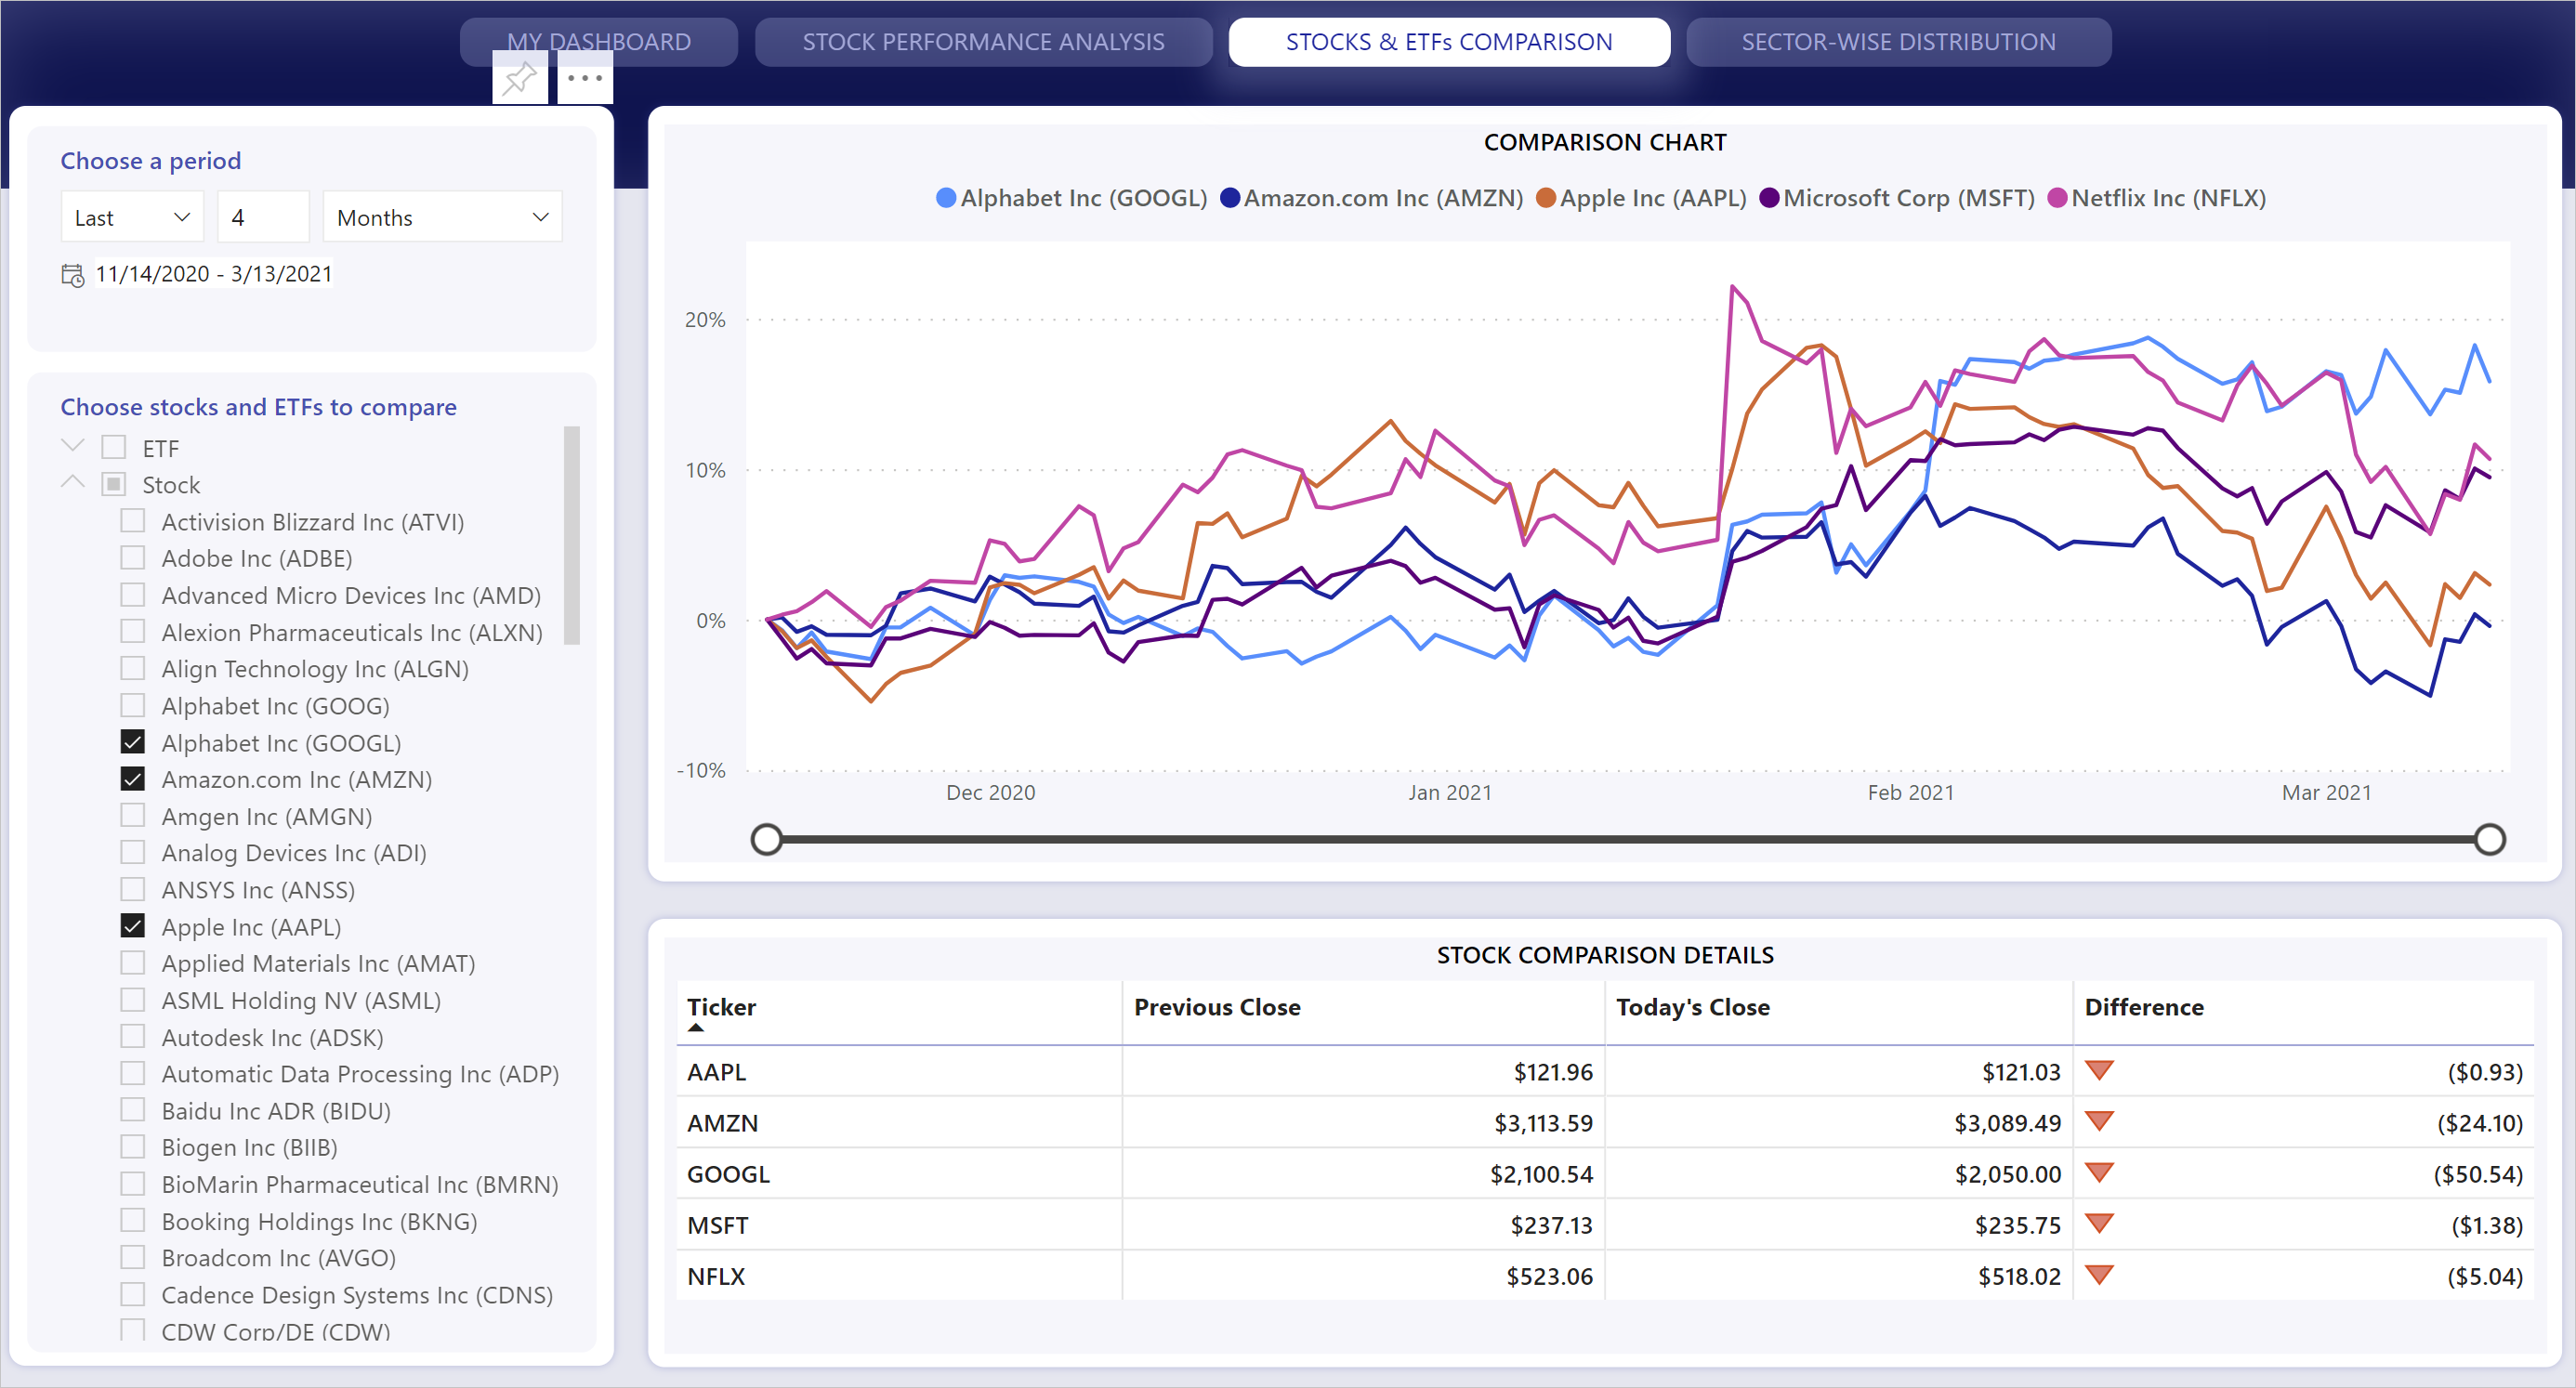 MY DASHBOARD
STOCK PERFORMANCE ANALYSIS
STOCKS & ETFs COMPARISON
SECTOR-WISE DISTRIBUTION
Choose a period
Last
4
Months
11/14/2020 - 3/13/2021
Choose stocks and ETFs to compare
ETF
Stock
Activision Blizzard Inc (ATVI)
Adobe Inc (ADBE)
Advanced Micro Devices Inc (AMD)
Alexion Pharmaceuticals Inc (ALXN)
Align Technology Inc (ALGN)
Alphabet Inc (GOOG)
Alphabet Inc (GOOGL)
Amazon.com Inc (AMZN)
Amgen Inc (AMGN)
Analog Devices Inc (ADI)
ANSYS Inc (ANSS)
Apple Inc (AAPL)
Applied Materials Inc (AMAT)
ASML Holding NV (ASML)
Autodesk Inc (ADSK)
Automatic Data Processing Inc (ADP)
Baidu Inc ADR (BIDU)
Biogen Inc (BIIB)
BioMarin Pharmaceutical Inc (BMRN)
Booking Holdings Inc (BKNG)
Broadcom Inc (AVGO)
Cadence Design Systems Inc (CDNS)
CDW Corp/DE (CDW)
COMPARISON CHART
Alphabet Inc (GOOGL) Amazon.com Inc (AMZN) Apple Inc (AAPL) Microsoft Corp (MSFT) Netflix Inc (NFLX)
20%
10%
0%
-10%
Dec 2020 Jan 2021 Feb 2021 Mar 2021
STOCK COMPARISON DETAILS
Ticker Previous Close Today's Close Difference
AAPL $121.96 $121.03 ($0.93)
AMZN $3,113.59 $3,089.49 ($24.10)
GOOGL $2,100.54 $2,050.00 ($50.54)
MSFT $237.13 $235.75 ($1.38)
NFLX $523.06 $518.02 ($5.04)